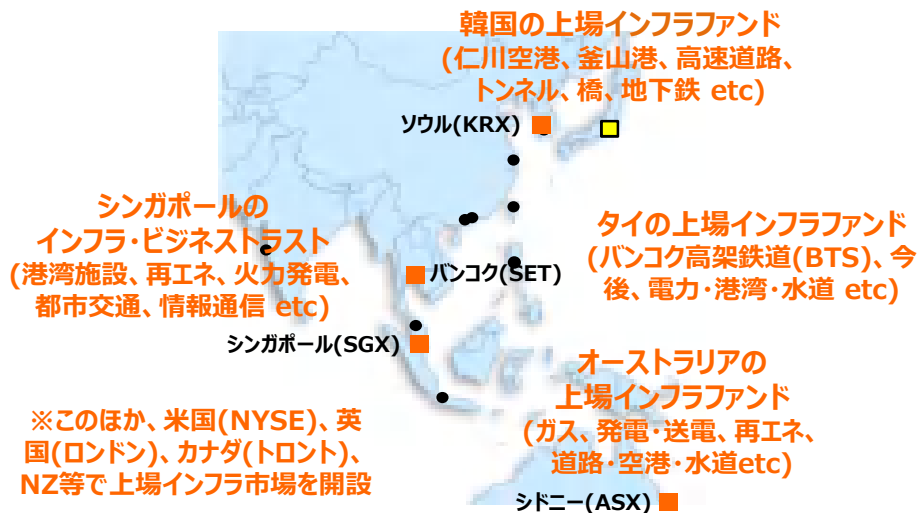 韓国の上場インフラファンド
(仁川空港、釜山港、高速道路、
トンネル、橋、地下鉄 etc)
ソウル(KRX)
シンガポールの
インフラ・ビジネストラスト
(港湾施設、再エネ、火力発電、
都市交通、情報通信 etc)
タイの上場インフラファンド
(バンコク高架鉄道(BTS)、今
後、電力・港湾・水道 etc)
バンコク(SET)
シンガポール(SGX)
オーストラリアの
上場インフラファンド
(ガス、発電・送電、再エネ、
道路・空港・水道etc)
※このほか、米国(NYSE)、英
国(ロンドン)、カナダ(トロント)、
NZ等で上場インフラ市場を開設
シドニー(ASX)